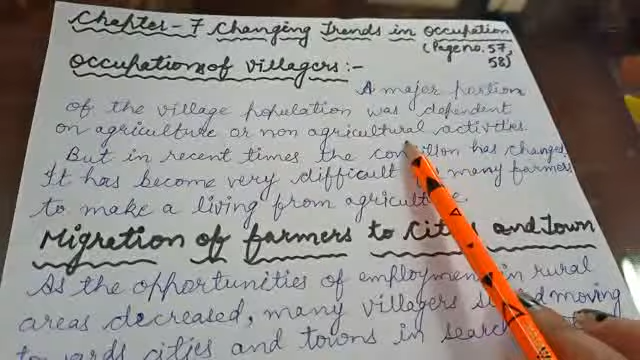 Chapter-7 Changing Trends in Occupation
(Page no. 57,
58)
Occupations of villagers:-
A major portion
of the village population was dependent
on agriculture or non agricultural activities.
But in recent times the has changed
It has become very difficult many farmers
to make a living from agriculture.
Migration of farmers to Cities and Town
As the opportunities of employment in rural
areas decreased, many villagers moving
towards cities and towns in search